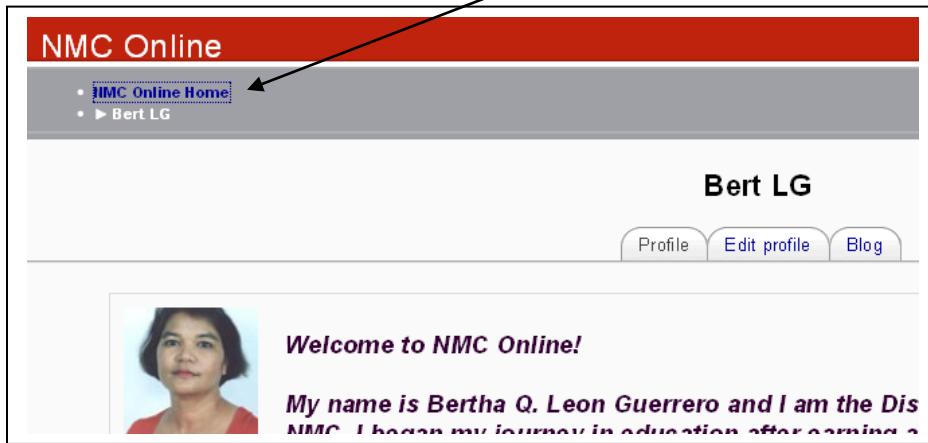 NMC Online
• NMC Online Home
• ► Bert LG
Bert LG
Profile Edit profile Blog
Welcome to NMC Online!
My name is Bertha Q. Leon Guerrero and I am the Dis
NMC. I began my journey in education after earning a